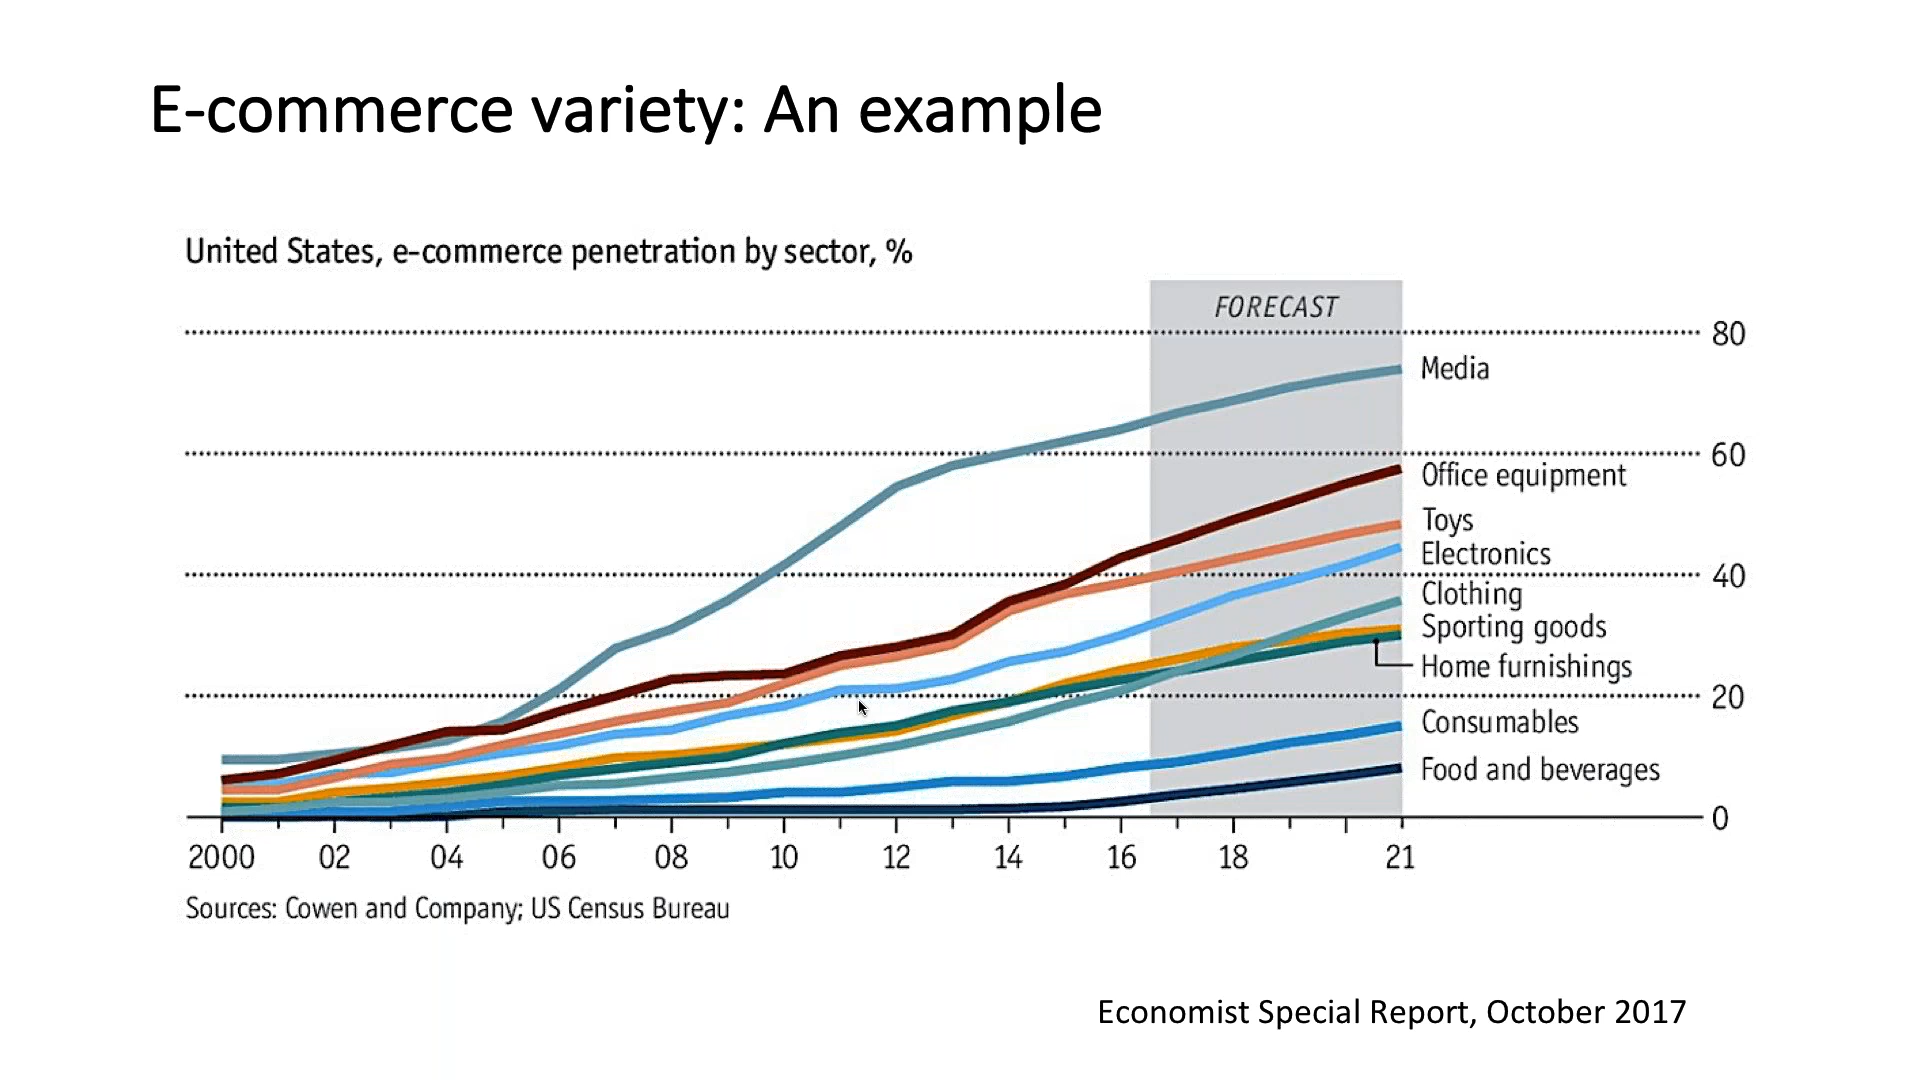 E-commerce variety: An example
United States, e-commerce penetration by sector, %
FORECAST
80
Media
60
Office equipment
Toys
Electronics
40
Clothing
Sporting goods
Home furnishings
20
Consumables
Food and beverages
0
2000 02 04 06 08 10 12 14 16 18 21
Sources: Cowen and Company; US Census Bureau
Economist Special Report, October 2017